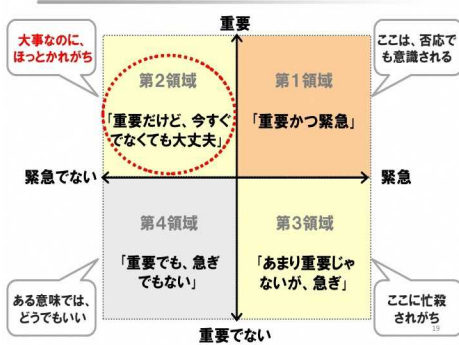 重要
大事なのに、
ほっとかれがち
ここは、否応で
も意識される
第2領域
「重要だけど、今すぐ
でなくても大丈夫」
第1領域
「重要かつ緊急」
緊急でない
緊急
第4領域
「重要でも、急ぎ
でもない」
第3領域
「あまり重要じゃ
ないが、急ぎ」
ある意味では、
どうでもいい
ここに忙殺
されがち
19
重要でない